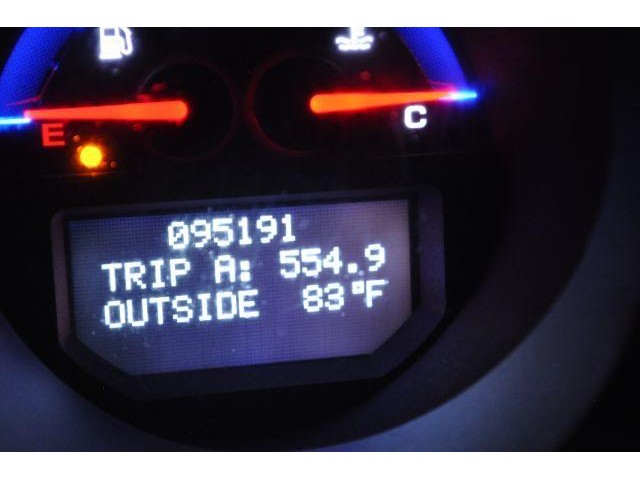 E
C
095191
TRIP A: 554.9
OUTSIDE 83°F